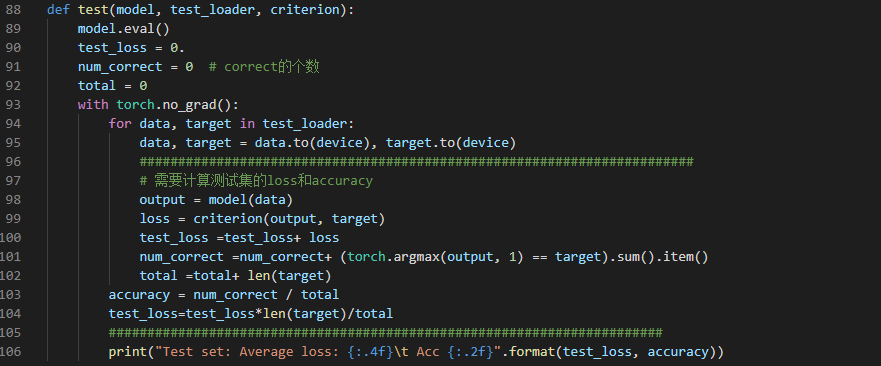 88 def test(model, test_loader, criterion):
89     model.eval()
90     test_loss = 0.
91     num_correct = 0  # correct的个数
92     total = 0
93     with torch.no_grad():
94         for data, target in test_loader:
95             data, target = data.to(device), target.to(device)
96             ########################################################################
97             # 需要计算测试集的loss和accuracy
98             output = model(data)
99             loss = criterion(output, target)
100             test_loss =test_loss+ loss
101             num_correct =num_correct+ (torch.argmax(output, 1) == target).sum().item()
102             total =total+ len(target)
103         accuracy = num_correct / total
104         test_loss=test_loss*len(target)/total
105         ########################################################################
106         print("Test set: Average loss: {:.4f}\t Acc {:.2f}".format(test_loss, accuracy))